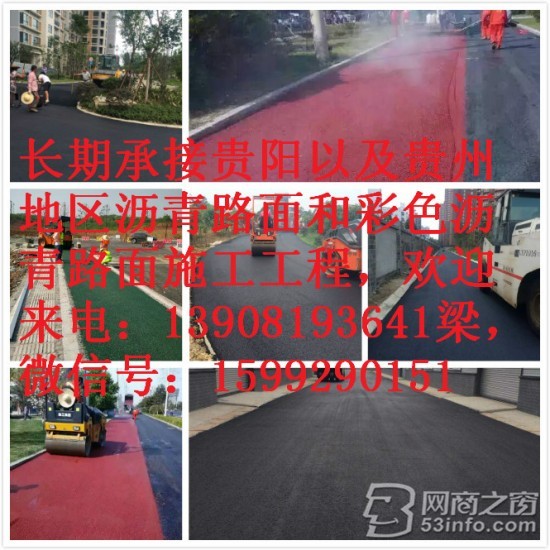 长期承接贵阳以及贵州
地区沥青路面和彩色沥
青路面施工工程，欢迎
来电：13908193641梁，
微信号：15992290151
网商之窗
53info.com